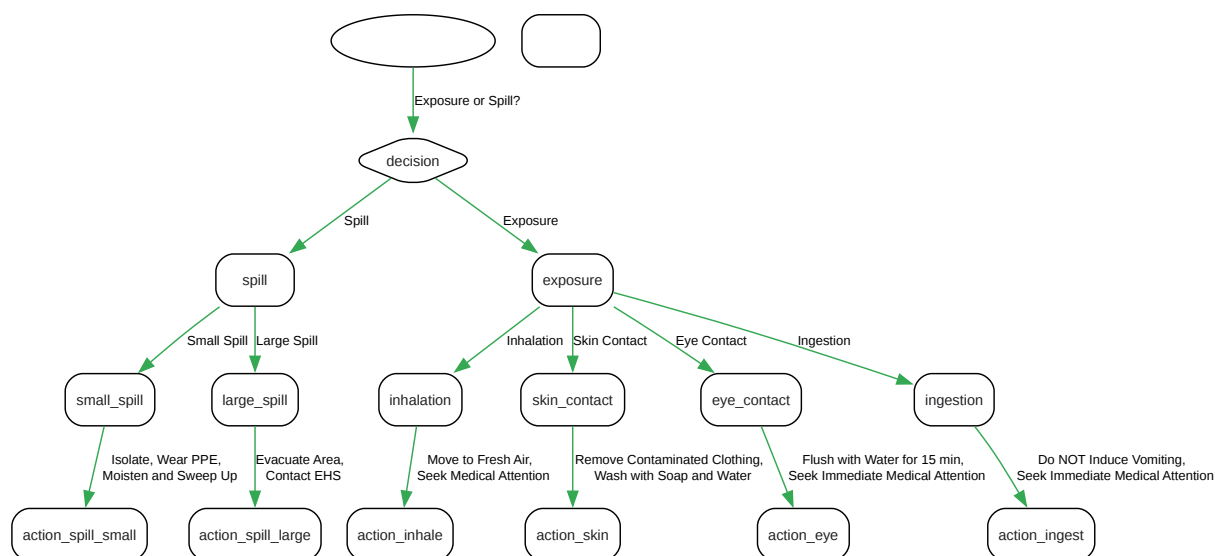 Exposure or Spill?
decision
Spill
Exposure
spill
exposure
Small Spill
Large Spill
Inhalation
Skin Contact
Eye Contact
Ingestion
small_spill
large_spill
inhalation
skin_contact
eye_contact
ingestion
Isolate, Wear PPE,
Moisten and Sweep Up
Evacuate Area,
Contact EHS
Move to Fresh Air,
Seek Medical Attention
Remove Contaminated Clothing,
Wash with Soap and Water
Flush with Water for 15 min,
Seek Immediate Medical Attention
Do NOT Induce Vomiting,
Seek Immediate Medical Attention
action_spill_small
action_spill_large
action_inhale
action_skin
action_eye
action_ingest